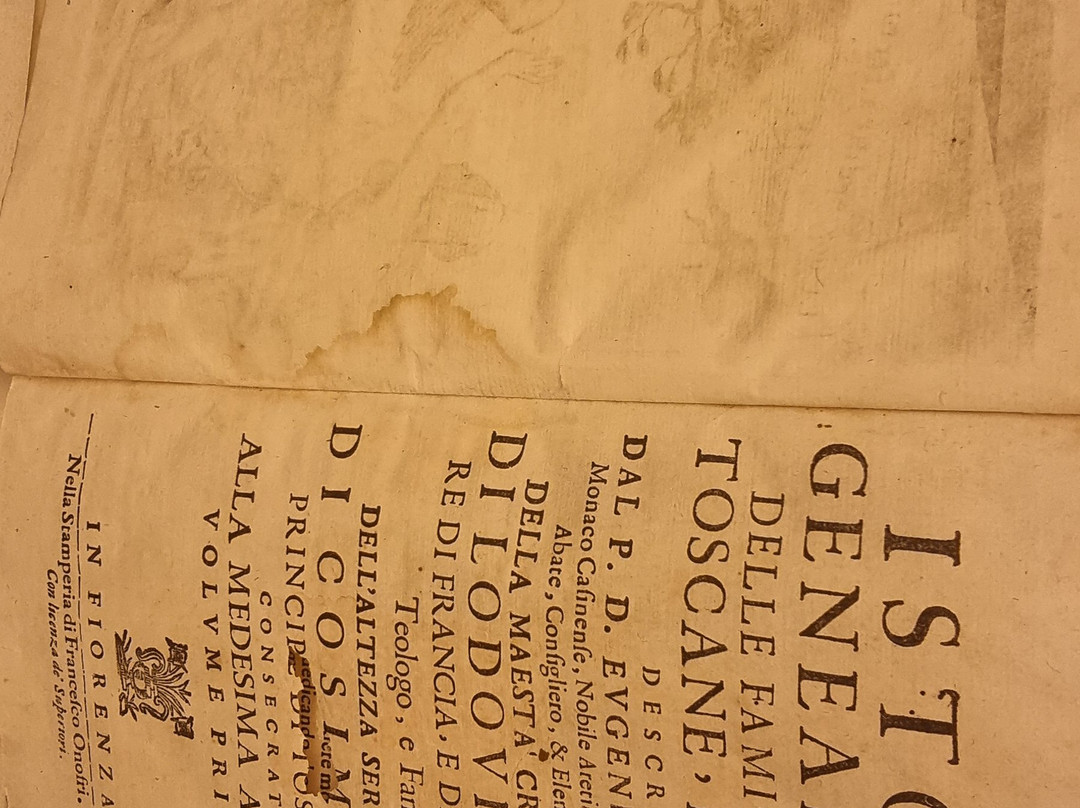 ISTO
GENEA
DELLE FAMI
TOSCANE,
DESCR
DAL P. D. EVGENI
Monaco Casinense, Nobile Areti
Abate, Consigliero, & Elem
DELLA MAESTA' CR
DI LODOVI
RE DI FRANCIA, E D
Teologo, e Fam
DELL'ALTEZZA SER
DI COSIM
PRINCIPE DI TOS
CONSECRAT
ALLA MEDESIMA A
VOLVME PRI
IN FIORENZA
Nella Stamperia di Francesco Onofri.
Con licenza de' Superiori.